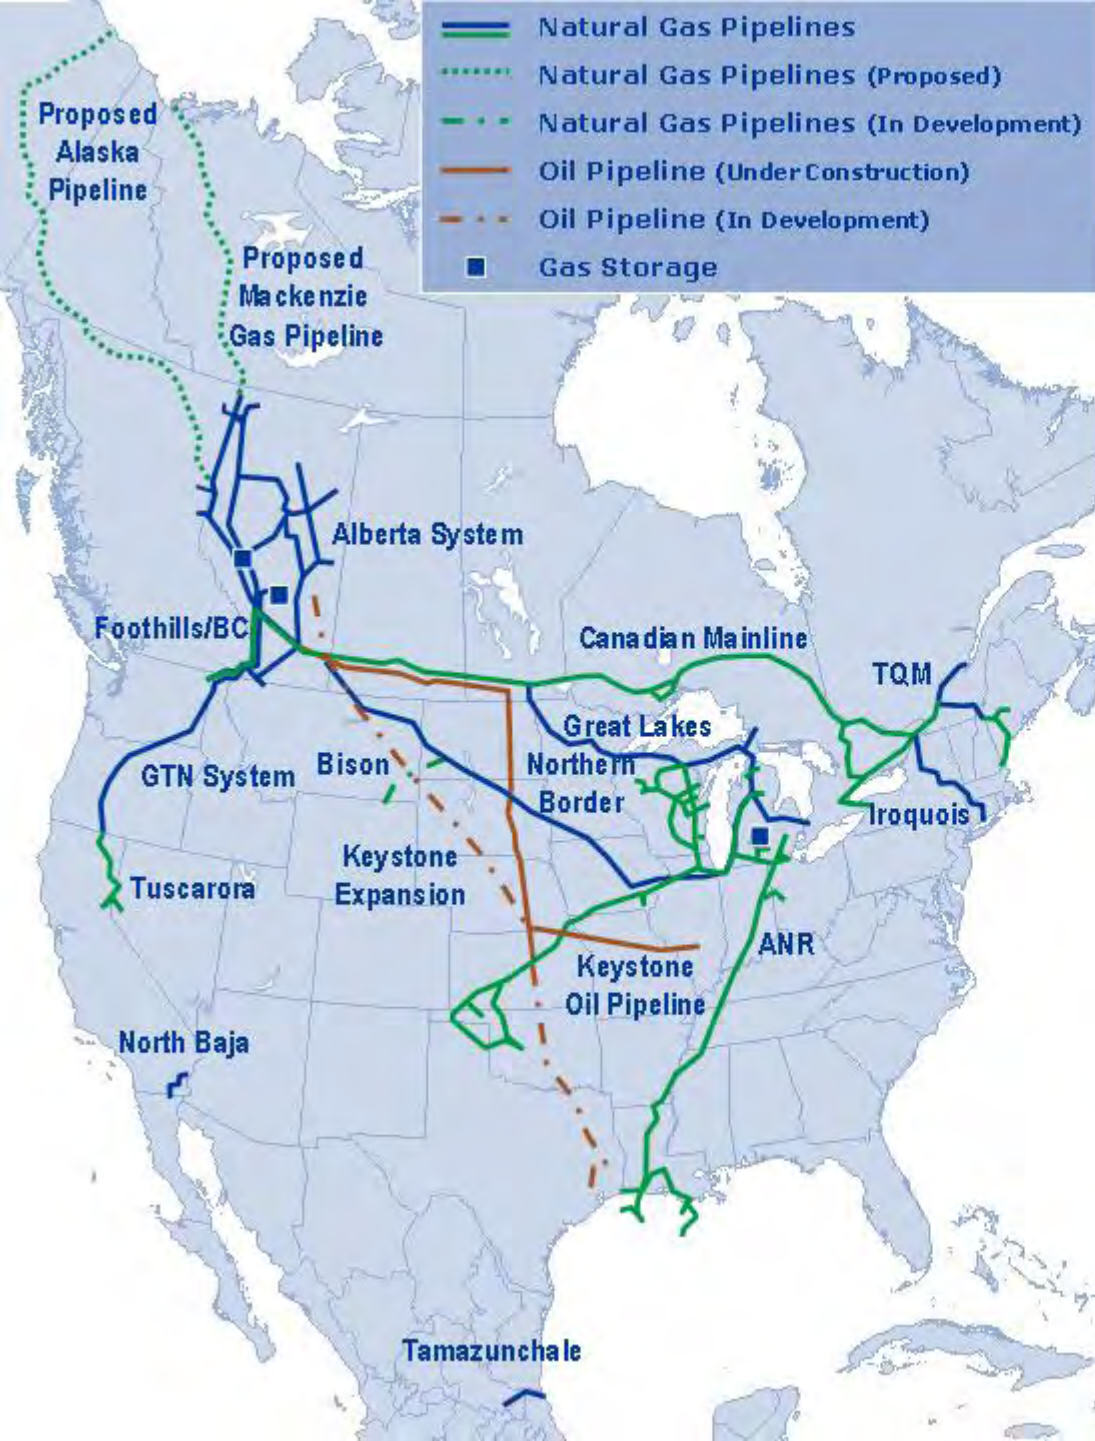 Natural Gas Pipelines
Natural Gas Pipelines (Proposed)
Natural Gas Pipelines (In Development)
Oil Pipeline (Under Construction)
Oil Pipeline (In Development)
Gas Storage
Proposed
Alaska
Pipeline
Proposed
Mackenzie
Gas Pipeline
Alberta System
Foothills/BC
Canadian Mainline
TQM
Great Lakes
GTN System
Bison
Northern
Border
Iroquois
Keystone
Expansion
Tuscarora
ANR
Keystone
Oil Pipeline
North Baja
Tamazunchale